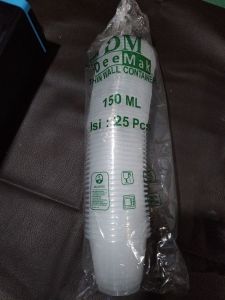 DM
DeeMak
THIN WALL CONTAINER
150 ML
Isi : 25 Pcs